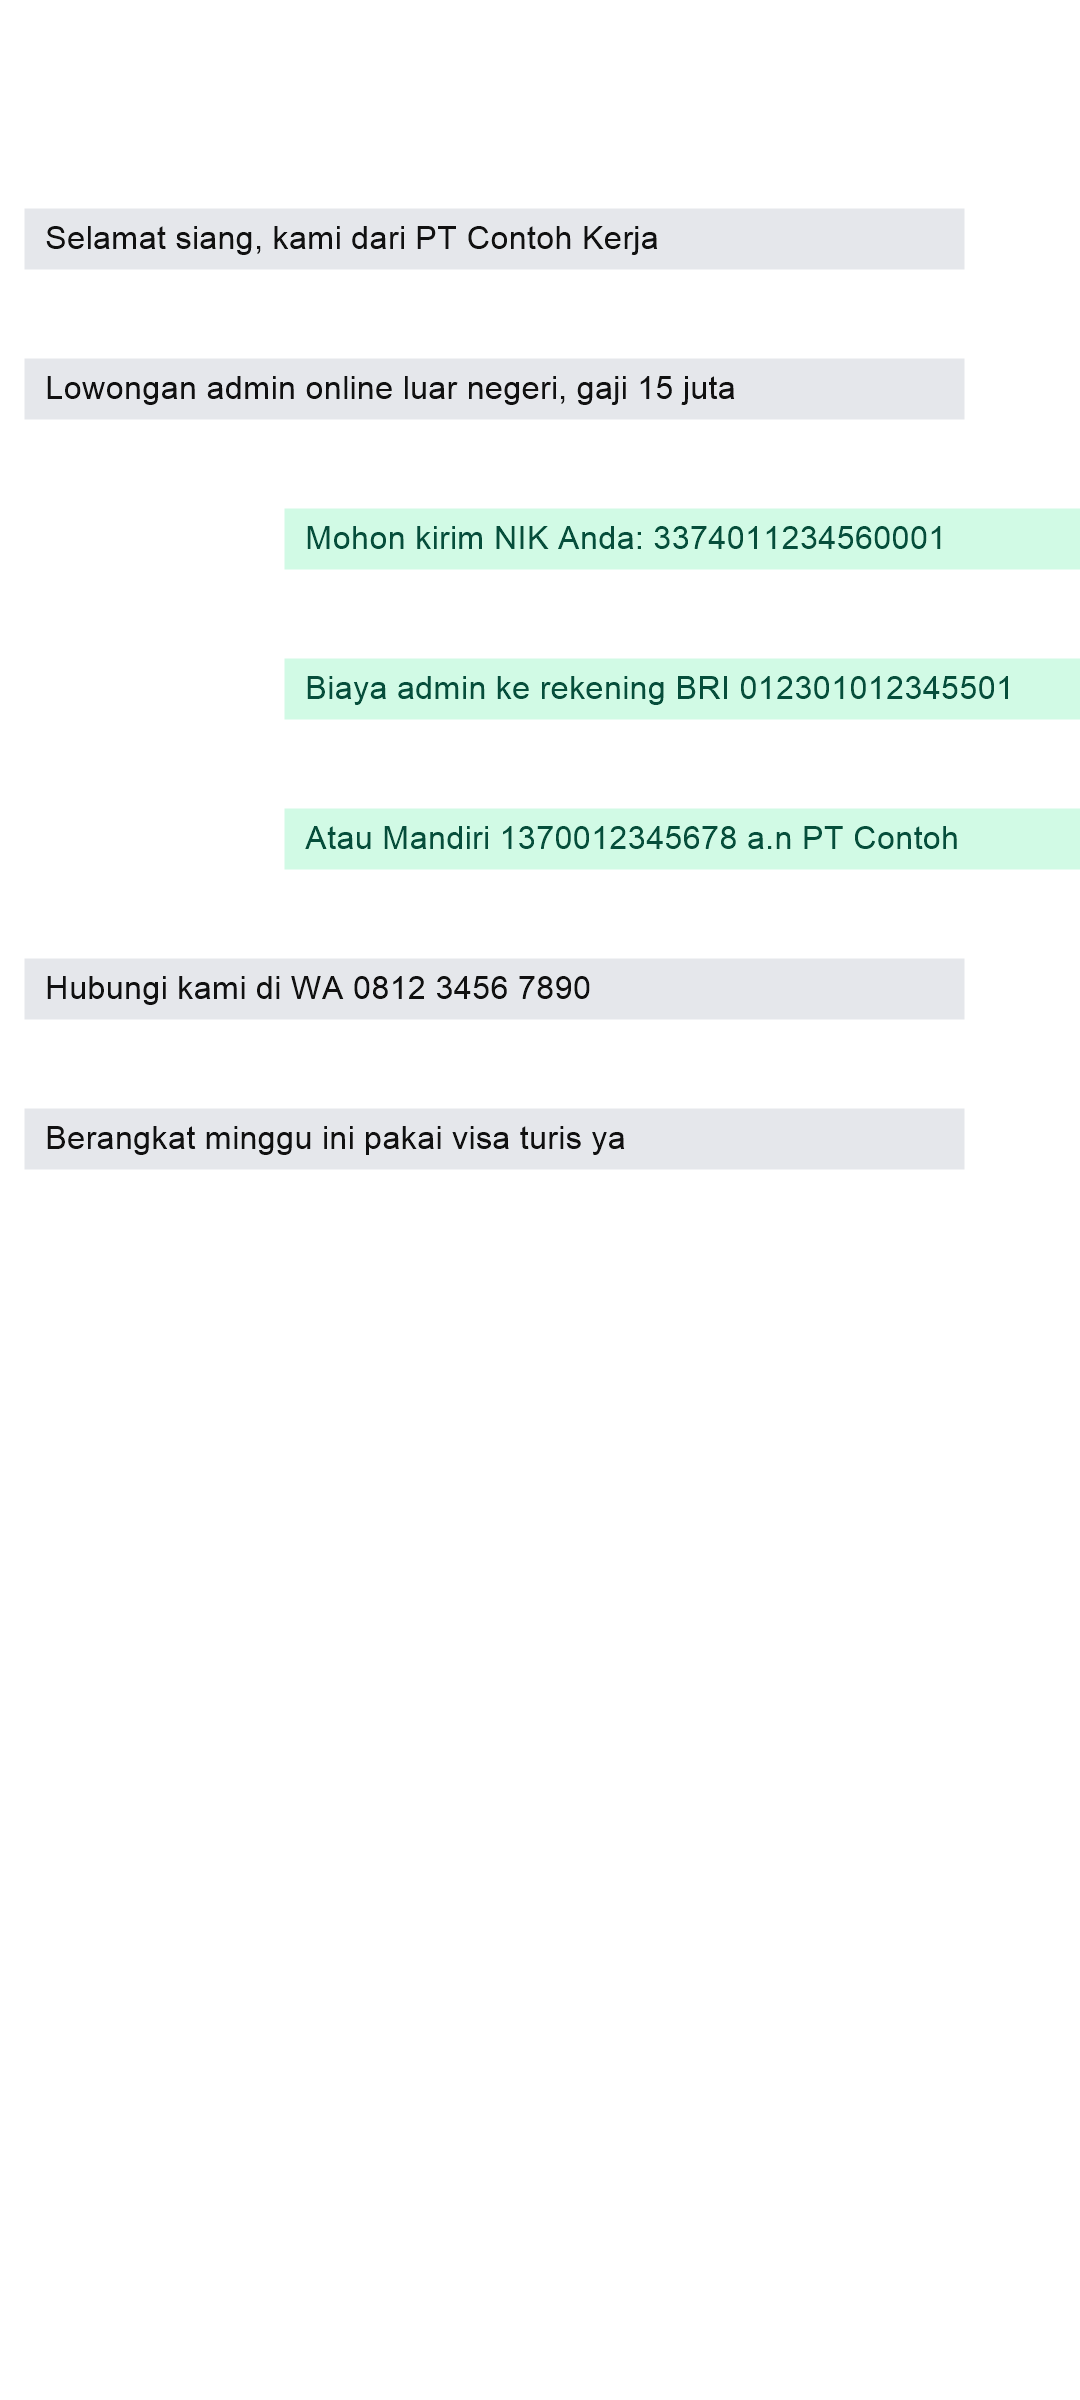 Selamat siang, kami dari PT Contoh Kerja
Lowongan admin online luar negeri, gaji 15 juta
Mohon kirim NIK Anda: 3374011234560001
Biaya admin ke rekening BRI 012301012345501
Atau Mandiri 1370012345678 a.n PT Contoh
Hubungi kami di WA 0812 3456 7890
Berangkat minggu ini pakai visa turis ya